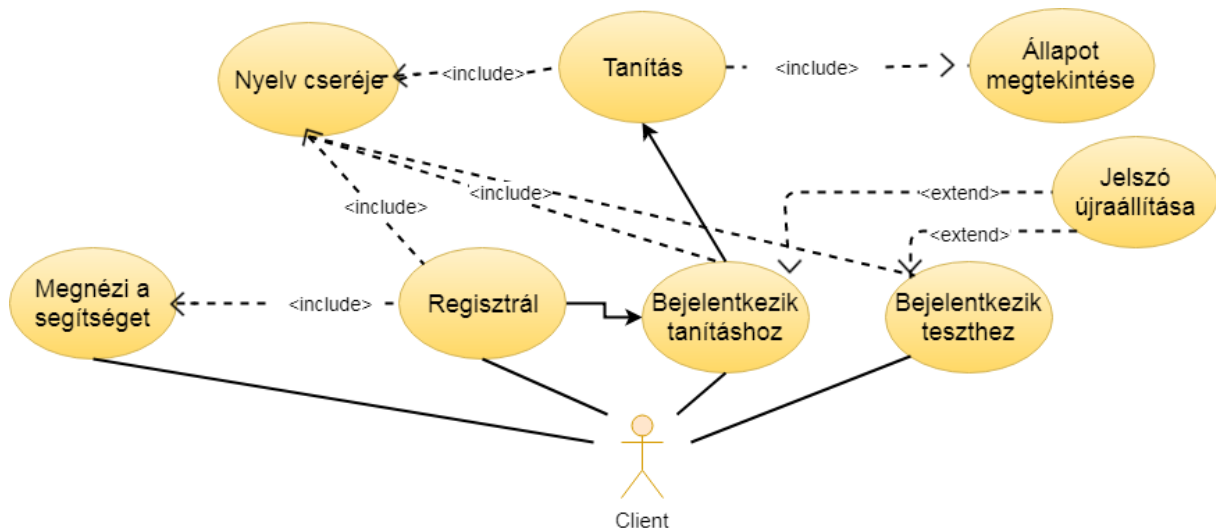 Nyelv cseréje
<include>
Tanítás
<include>
Állapot
megtekintése
<include>
<include>
<extend>
Jelszó
újraállítása
<extend>
Megnézi a
segítséget
<include>
Regisztrál
Bejelentkezik
tanításhoz
Bejelentkezik
teszthez
Client